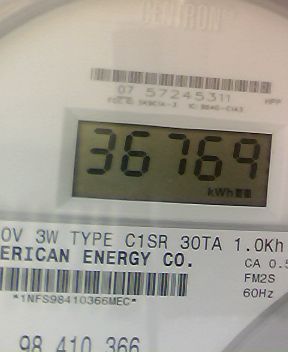 CENTRON
07 57245311
36769
kWh
0V 3W TYPE C1SR 30TA 1.0Kh
ERICAN ENERGY CO.
CA 0.5
FM2S
*1NFS98410366MEC*
60Hz
98 410 366